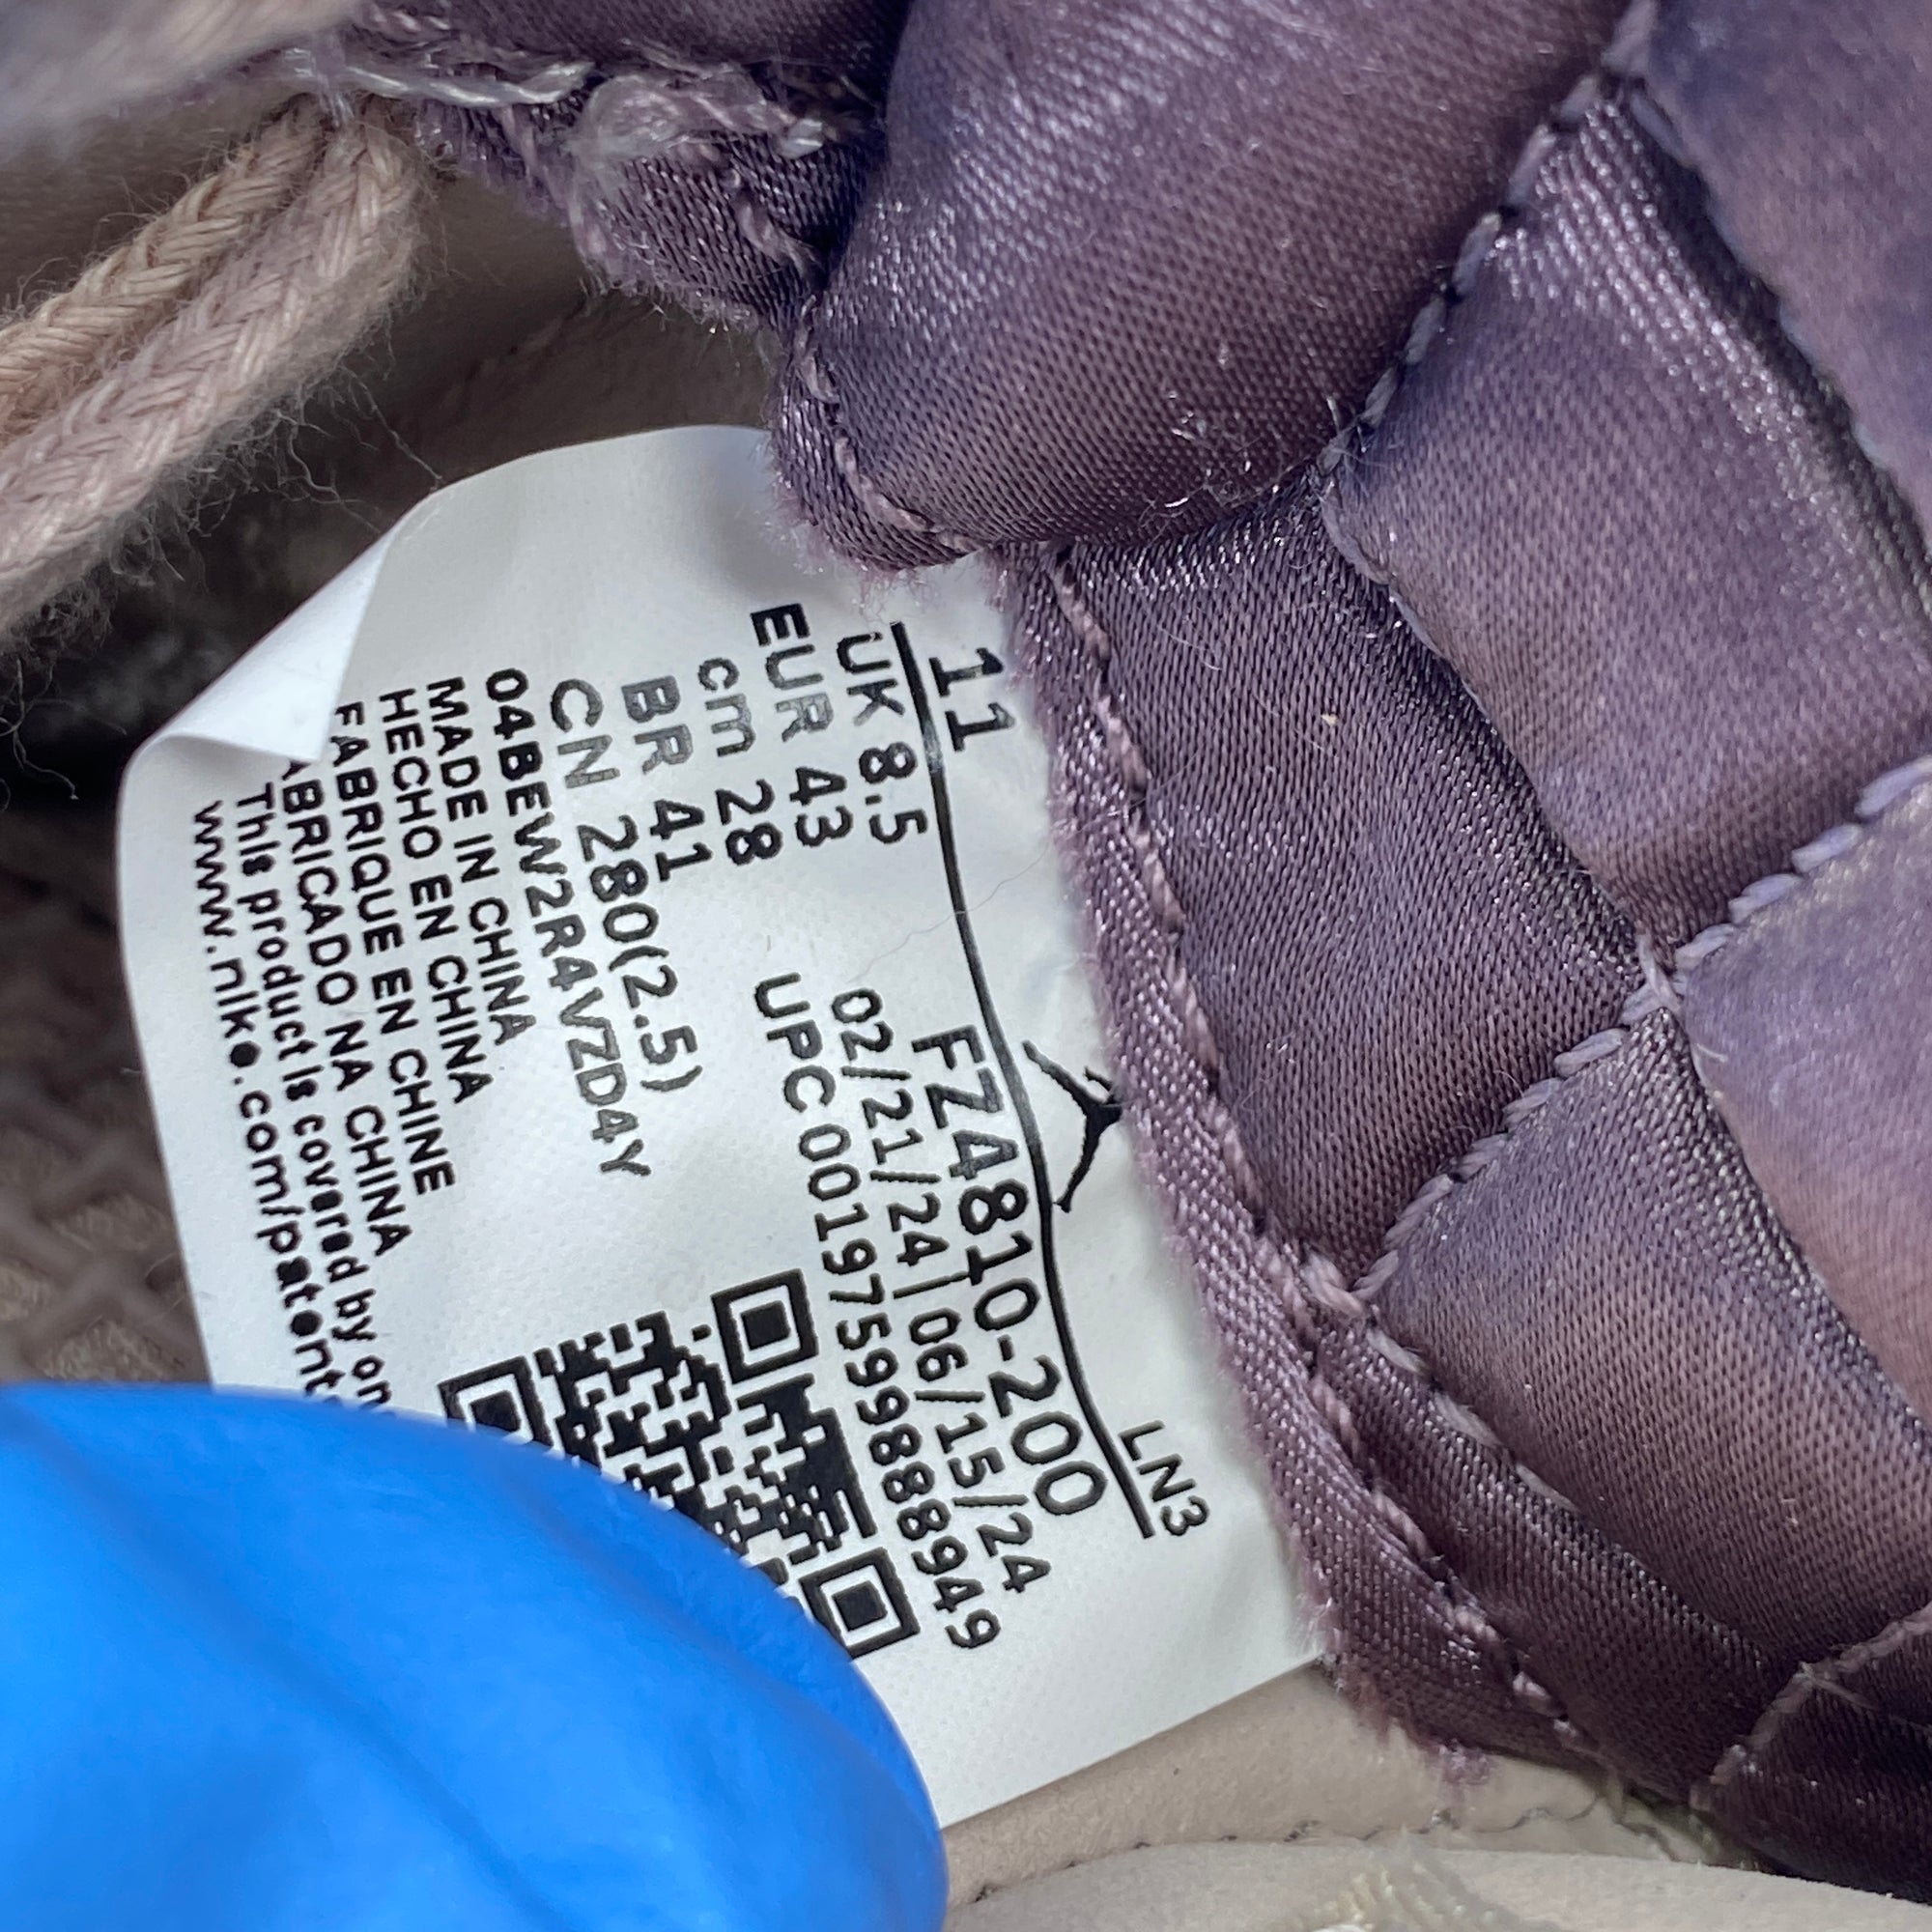 11
LN3
UK 8.5
FZ4810-200
EUR 43
02/21/24 | 06/15/24
cm 28
UPC 00197599888949
BR 41
CN 280(2.5)
04BEW2R4VZD4Y
MADE IN CHINA
HECHO EN CHINA
FABRIQUE EN CHINE
FABRICADO NA CHINA
This product is covered by
www.nike.com/patent